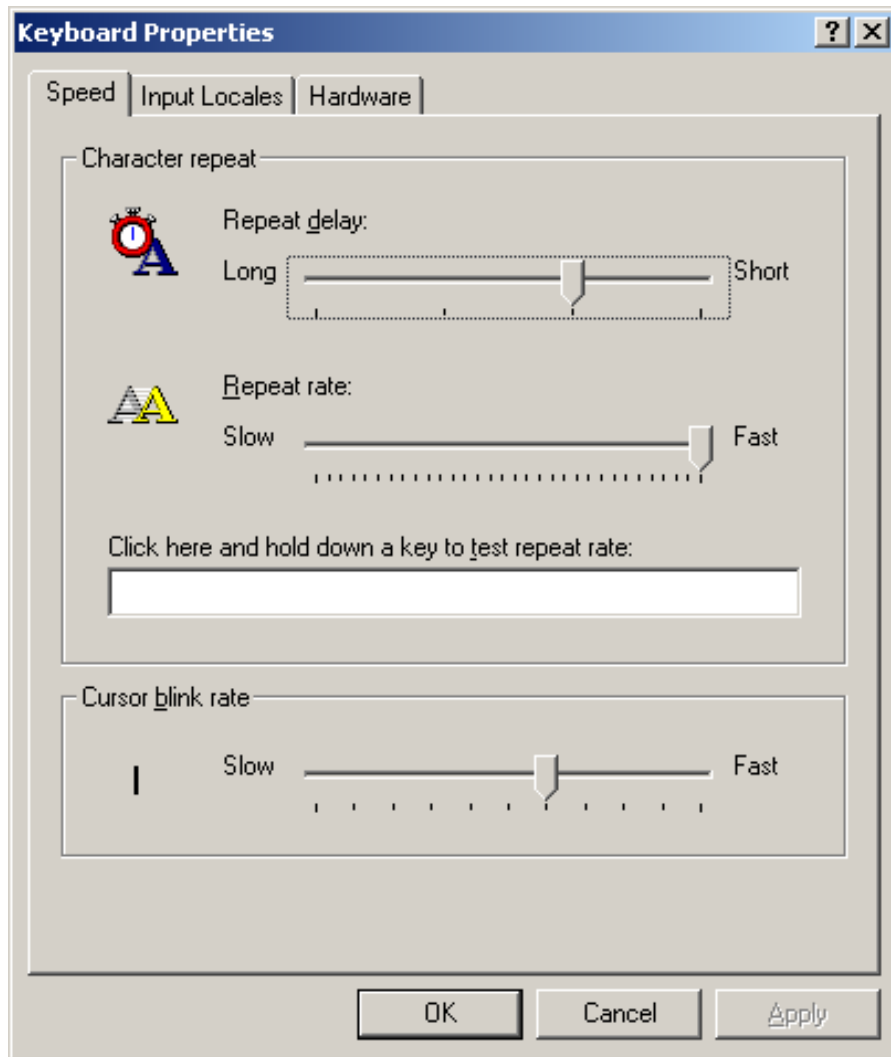 Keyboard Properties
Speed Input Locales Hardware
Character repeat
Repeat delay:
Long Short
Repeat rate:
Slow Fast
Click here and hold down a key to test repeat rate:
Cursor blink rate
Slow Fast
OK Cancel Apply